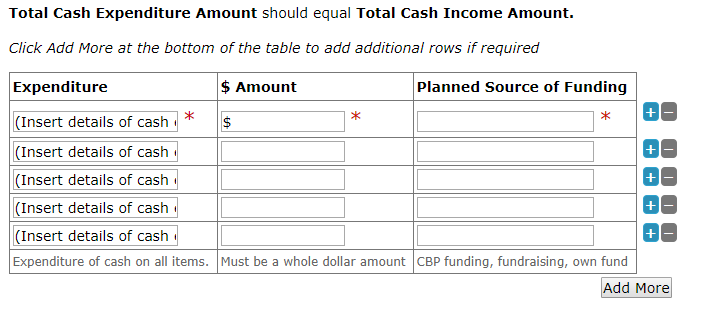 Total Cash Expenditure Amount should equal Total Cash Income Amount.
Click Add More at the bottom of the table to add additional rows if required
Expenditure $ Amount Planned Source of Funding
(Insert details of cash * $ * *
(Insert details of cash
(Insert details of cash
(Insert details of cash
(Insert details of cash
Expenditure of cash on all items. Must be a whole dollar amount CBP funding, fundraising, own fund
Add More